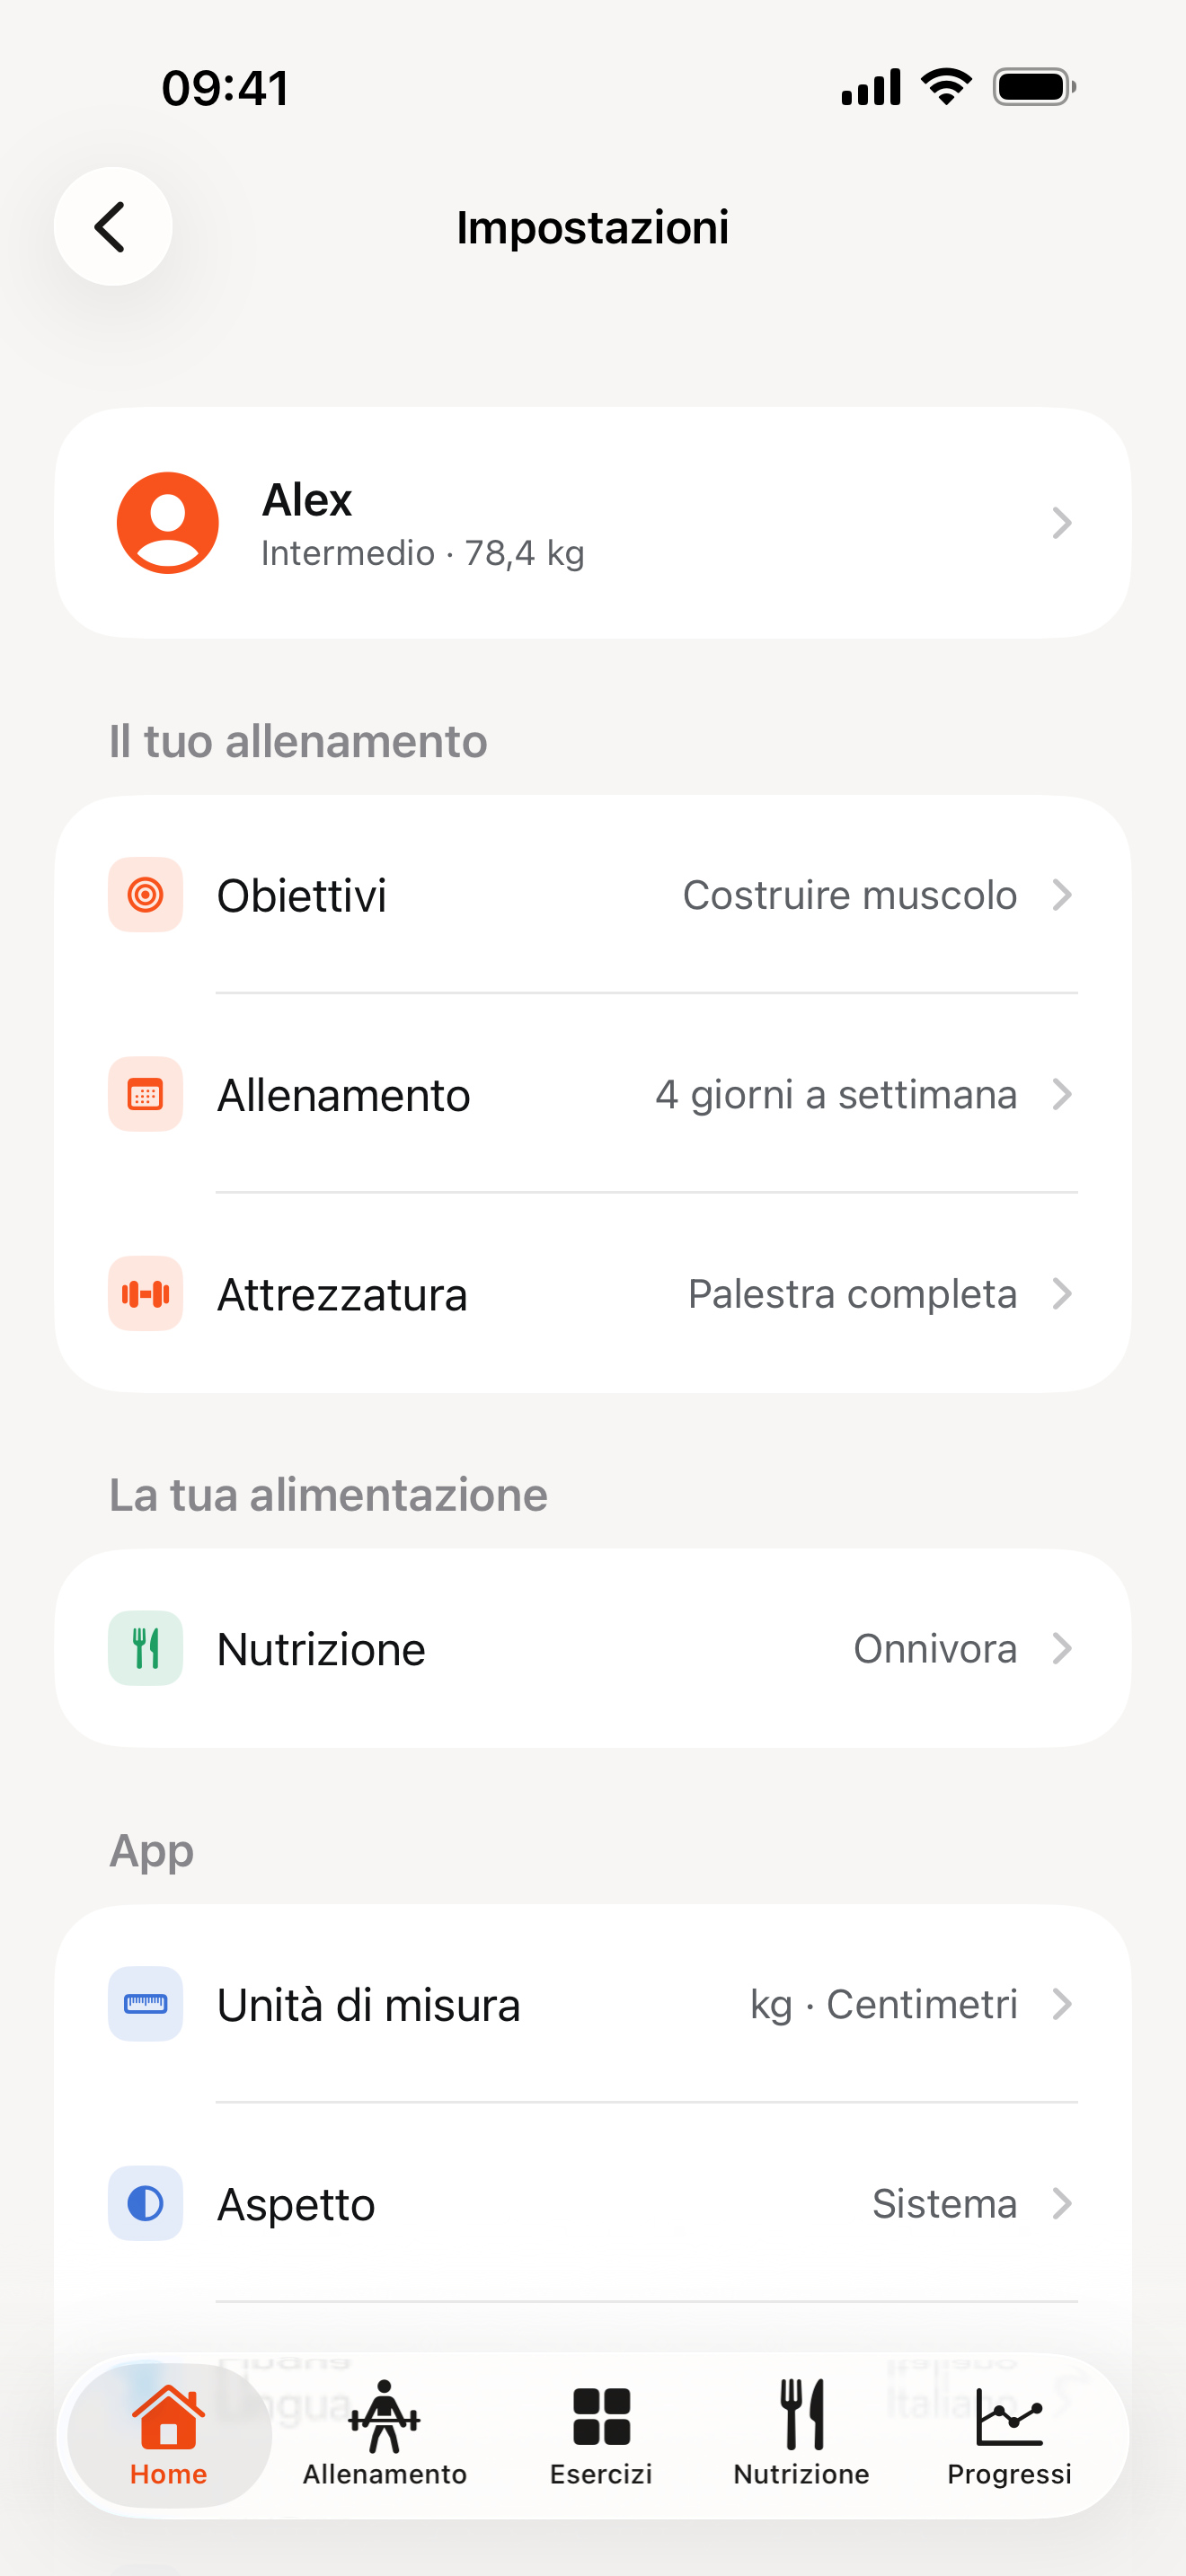 09:41
Impostazioni
Alex
Intermedio · 78,4 kg
Il tuo allenamento
Obiettivi Costruire muscolo
Allenamento 4 giorni a settimana
Attrezzatura Palestra completa
La tua alimentazione
Nutrizione Onnivora
App
Unità di misura kg · Centimetri
Aspetto Sistema
Lingua Italiano
Home Allenamento Esercizi Nutrizione Progressi